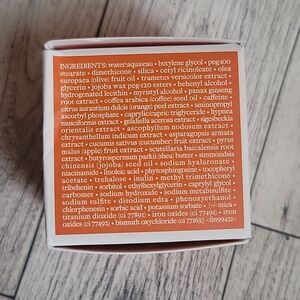 INGREDIENTS: water\aqua\eau • butylene glycol • peg-100
stearate • dimethicone • silica • cetyl ricinoleate • olea
europaea (olive) fruit oil • trametes versicolor extract •
glycerin • jojoba wax peg-120 esters • behenyl alcohol •
hydrogenated lecithin • myristyl alcohol • panax ginseng
root extract • coffea arabica (coffee) seed oil • caffeine •
citrus aurantium dulcis (orange) peel extract • aminopropyl
ascorbyl phosphate • caprylic/capric triglyceride • hypnea
musciformis extract • gelidiella acerosa extract • sigesbeckia
orientalis extract • ascophyllum nodosum extract •
chrysanthellum indicum extract • asparagopsis armata
extract • cucumis sativus (cucumber) fruit extract • pyrus
malus (apple) fruit extract • scutellaria baicalensis root
extract • butyrospermum parkii (shea) butter • simmondsia
chinensis (jojoba) seed oil • sodium hyaluronate •
niacinamide • linoleic acid • phytosphingosine • tocopheryl
acetate • trehalose • inulin • methyl trimethicone •
tribehenin • sorbitol • ethylhexylglycerin • caprylyl glycol •
carbomer • sodium hydroxide • sodium metabisulfite •
sodium sulfite • disodium edta • phenoxyethanol •
chlorphenesin • sorbic acid • potassium sorbate • [+/- mica •
titanium dioxide (ci 77891) • iron oxides (ci 77491) • iron
oxides (ci 77492) • bismuth oxychloride (ci 77163)]